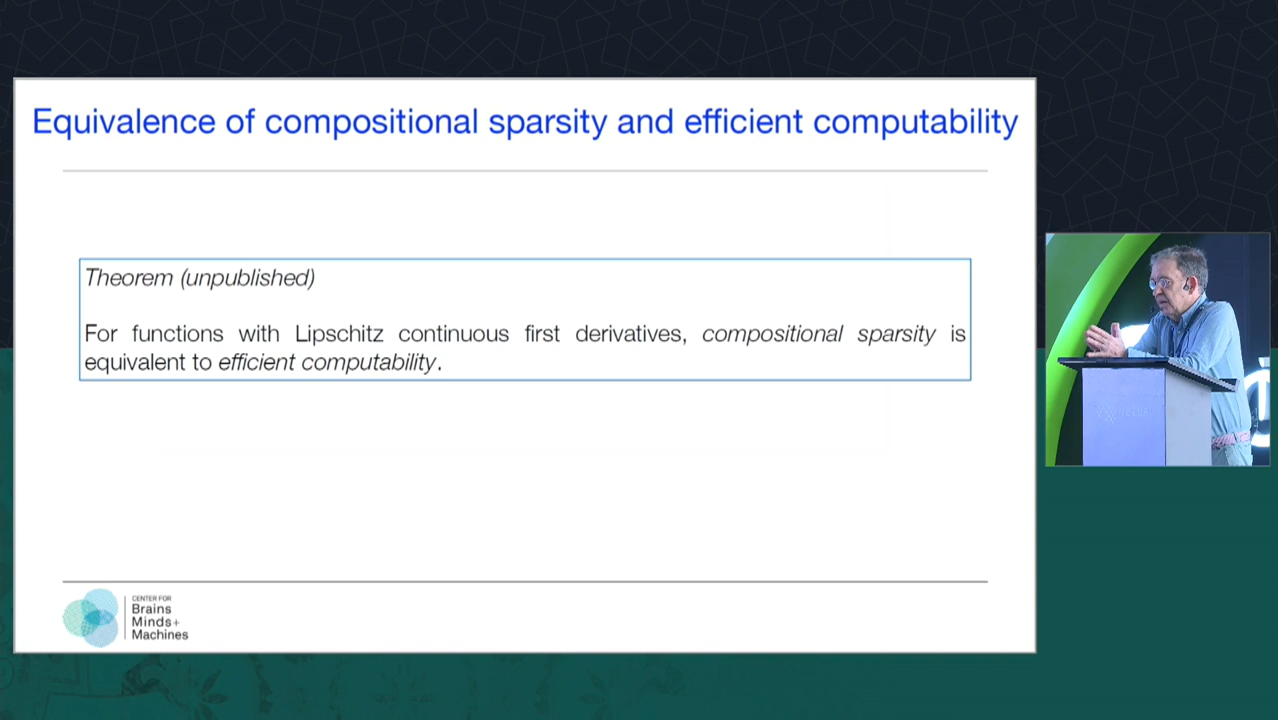 Equivalence of compositional sparsity and efficient computability
Theorem (unpublished)
For functions with Lipschitz continuous first derivatives, compositional sparsity is
equivalent to efficient computability.
CENTER FOR
Brains
Minds+
Machines